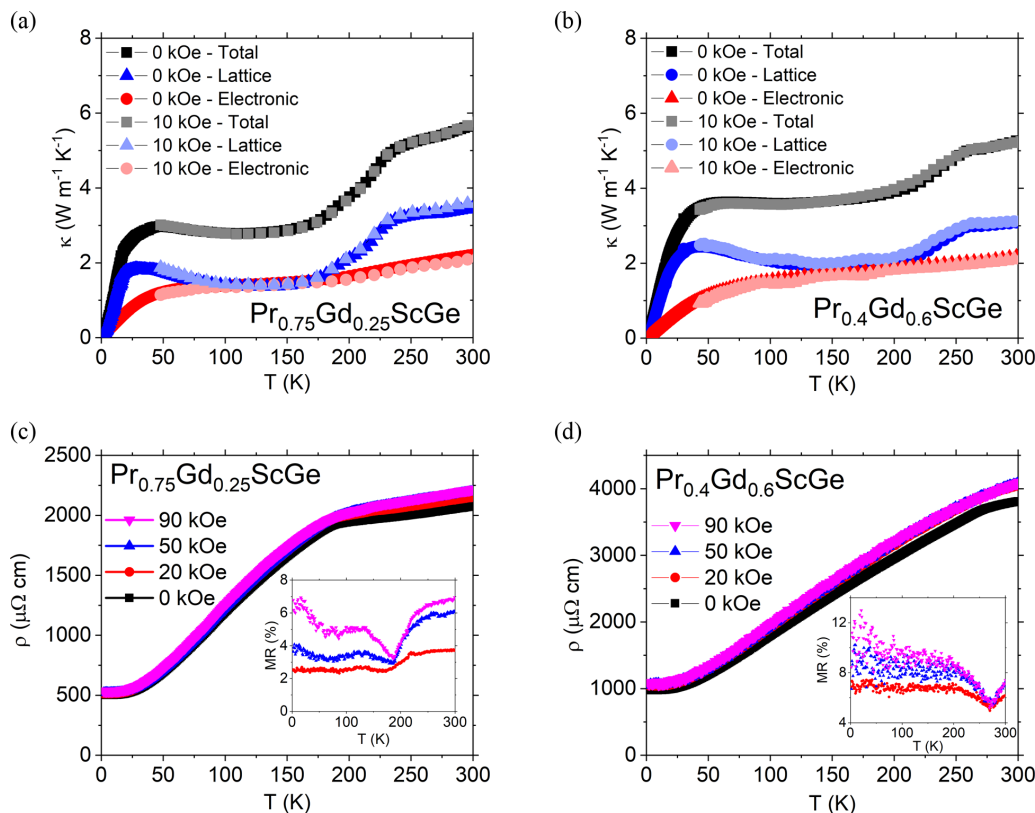 (a)
8
0 kOe - Total
0 kOe - Lattice
0 kOe - Electronic
10 kOe - Total
10 kOe - Lattice
10 kOe - Electronic
6
4
2
0
κ (W m⁻¹ K⁻¹)
Pr₀.₇₅Gd₀.₂₅ScGe
0 50 100 150 200 250 300
T (K)
(b)
8
0 kOe - Total
0 kOe - Lattice
0 kOe - Electronic
10 kOe - Total
10 kOe - Lattice
10 kOe - Electronic
6
4
2
0
κ (W m⁻¹ K⁻¹)
Pr₀.₄Gd₀.₆ScGe
0 50 100 150 200 250 300
T (K)
(c)
2500
2000
1500
1000
500
0
ρ (μΩ cm)
Pr₀.₇₅Gd₀.₂₅ScGe
90 kOe
50 kOe
20 kOe
0 kOe
8
6
4
2
0
MR (%)
0 100 200 300
T (K)
0 50 100 150 200 250 300
T (K)
(d)
4000
3000
2000
1000
0
ρ (μΩ cm)
Pr₀.₄Gd₀.₆ScGe
90 kOe
50 kOe
20 kOe
0 kOe
12
8
4
MR (%)
0 100 200 300
T (K)
0 50 100 150 200 250 300
T (K)